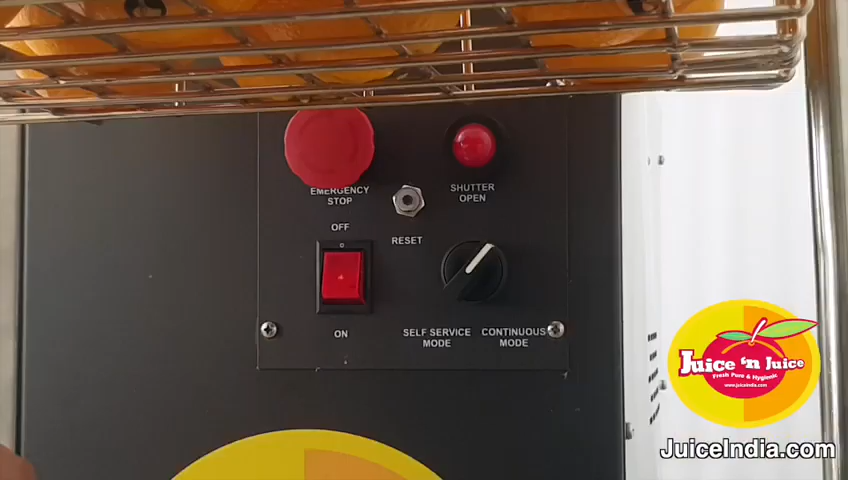 EMERGENCY
STOP
SHUTTER
OPEN
RESET
OFF
O
ON
SELF SERVICE
MODE
CONTINUOUS
MODE
Juice 'n Juice
Fresh Pure & Hygienic
www.juiceindia.com
JuiceIndia.com